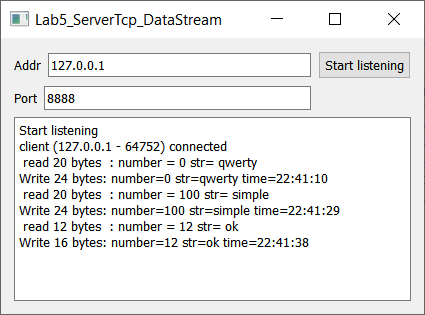 Lab5_ServerTcp_DataStream
Addr 127.0.0.1 Start listening
Port 8888
Start listening
client (127.0.0.1 - 64752) connected
read 20 bytes : number = 0 str= qwerty
Write 24 bytes: number=0 str=qwerty time=22:41:10
read 20 bytes : number = 100 str= simple
Write 24 bytes: number=100 str=simple time=22:41:29
read 12 bytes : number = 12 str= ok
Write 16 bytes: number=12 str=ok time=22:41:38